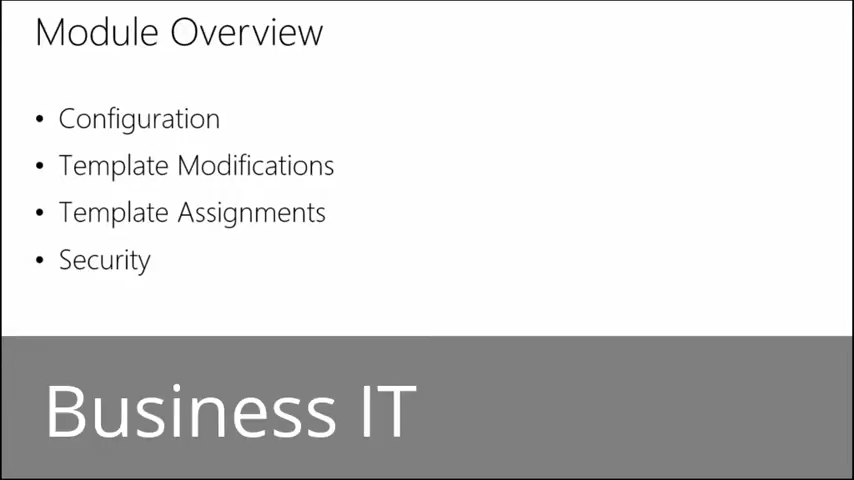 Module Overview
• Configuration
• Template Modifications
• Template Assignments
• Security
Business IT